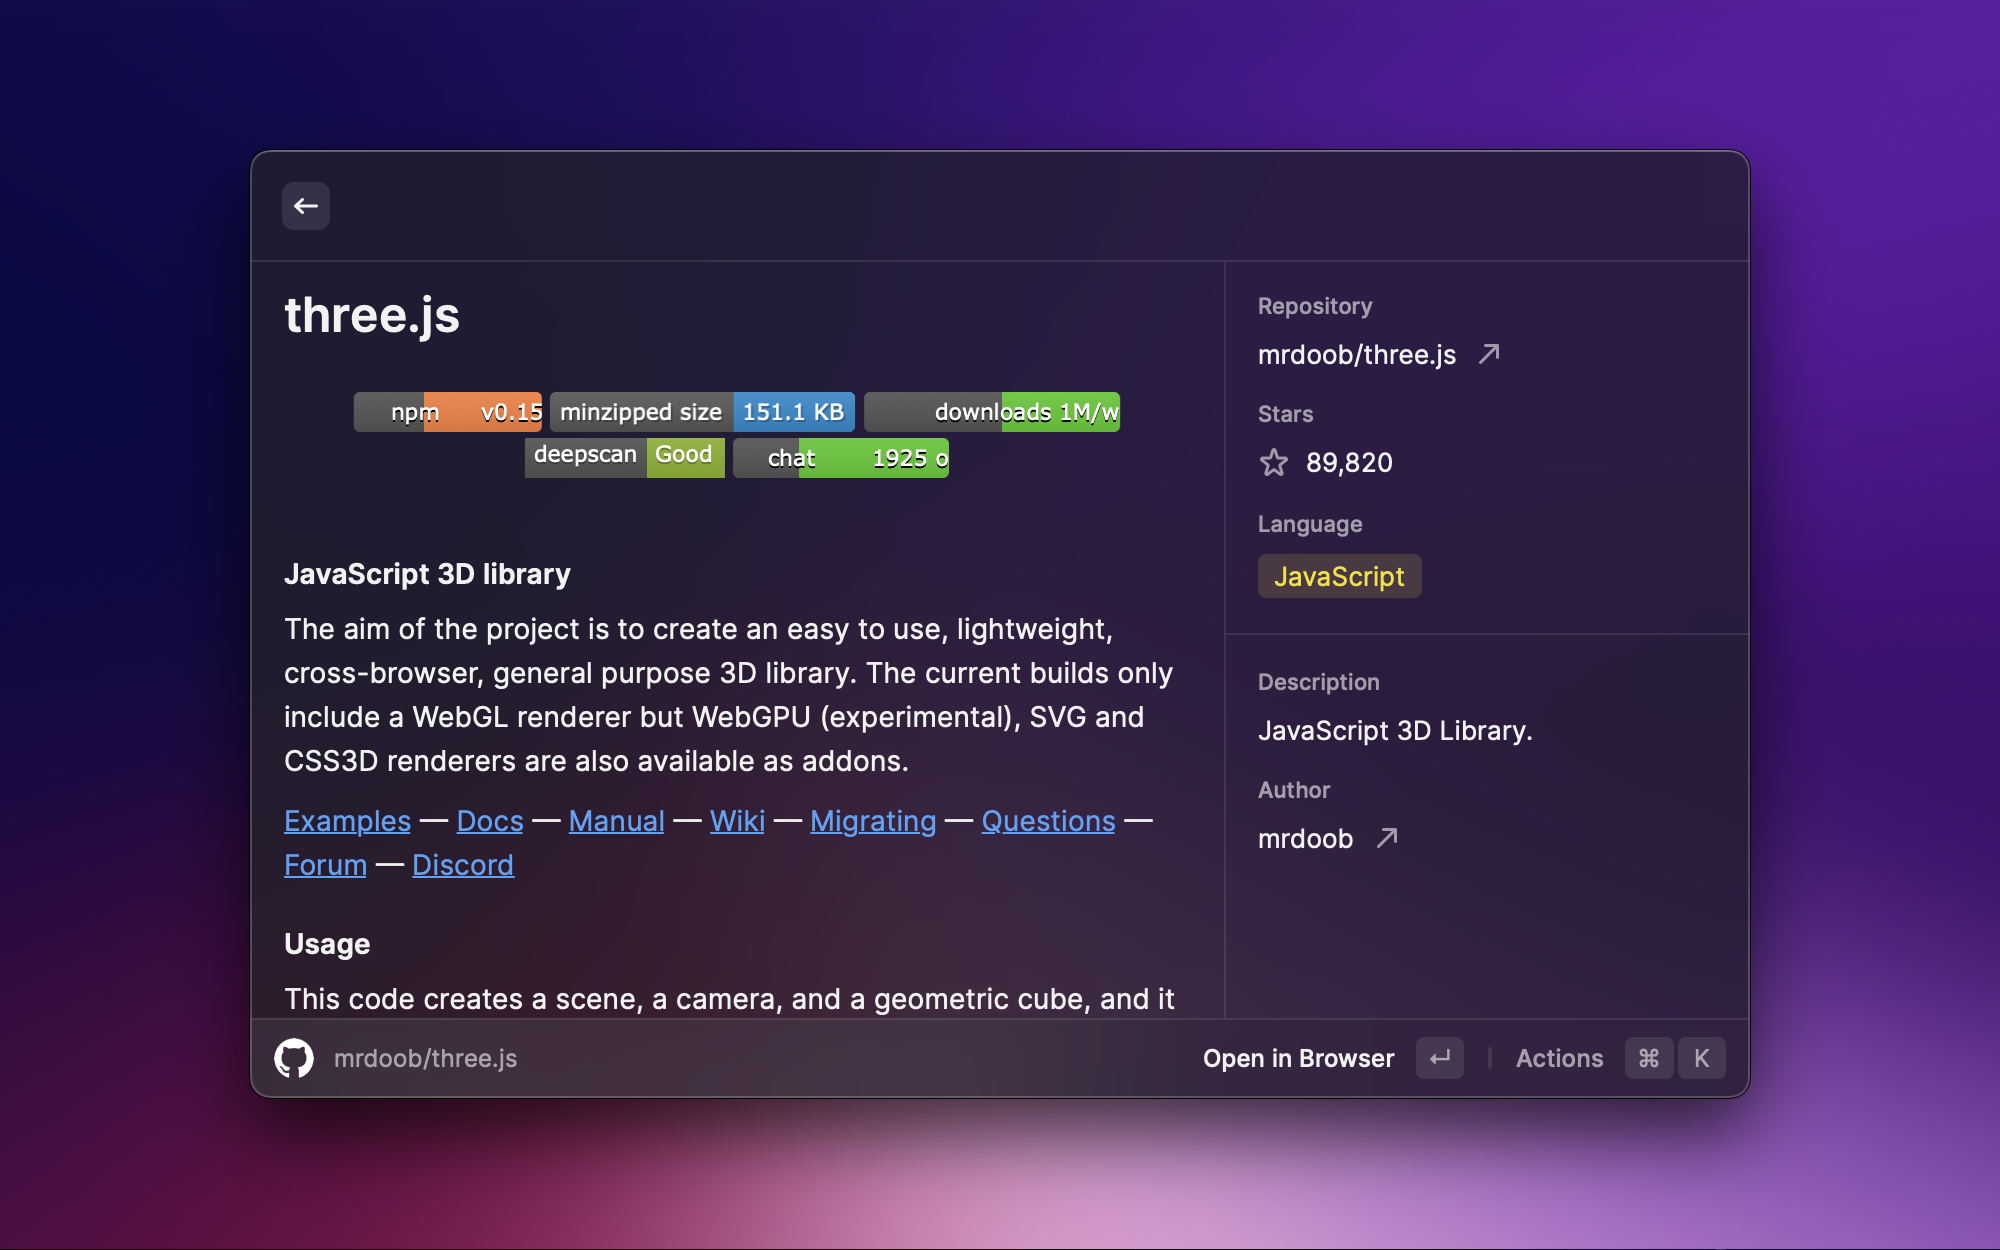 three.js
npm v0.15
minzipped size 151.1 KB
downloads 1M/w
deepscan Good
chat 1925 o
JavaScript 3D library
The aim of the project is to create an easy to use, lightweight,
cross-browser, general purpose 3D library. The current builds only
include a WebGL renderer but WebGPU (experimental), SVG and
CSS3D renderers are also available as addons.
Examples — Docs — Manual — Wiki — Migrating — Questions —
Forum — Discord
Usage
This code creates a scene, a camera, and a geometric cube, and it
Repository
mrdoob/three.js
Stars
89,820
Language
JavaScript
Description
JavaScript 3D Library.
Author
mrdoob
mrdoob/three.js
Open in Browser
Actions ⌘ K